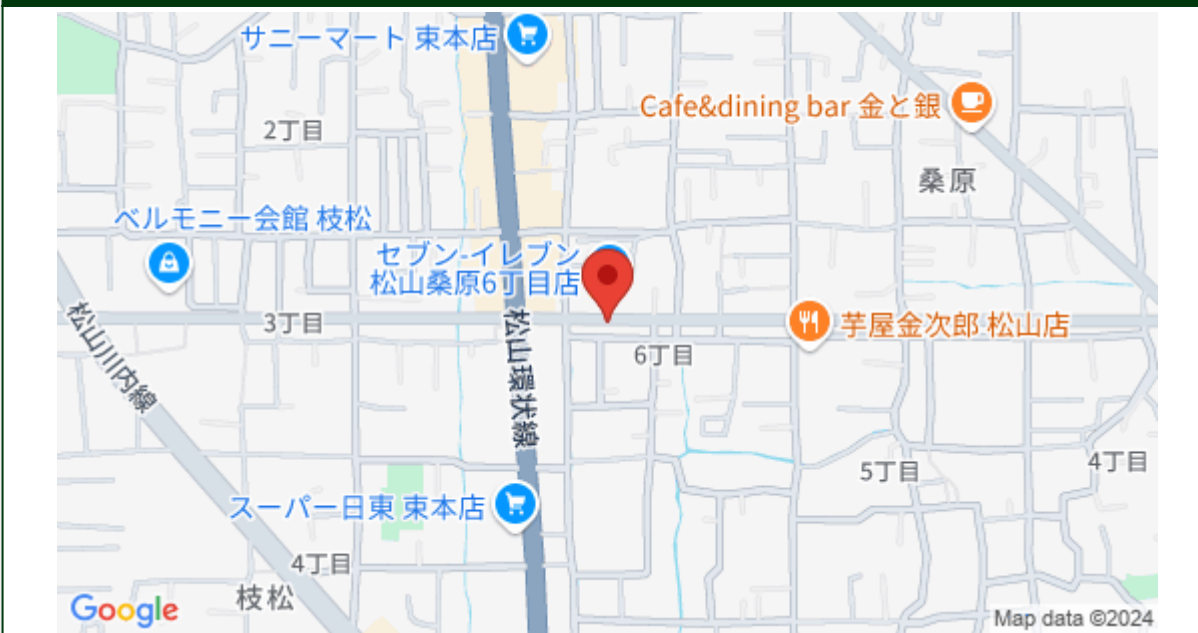 サニーマート 束本店
Cafe&dining bar 金と銀
2丁目
桑原
ベルモニー会館 枝松
セブン-イレブン
松山桑原6丁目店
3丁目
松山環状線
芋屋金次郎 松山店
松山川内線
6丁目
5丁目
4丁目
スーパー日東 束本店
4丁目
枝松
Google
Map data ©2024